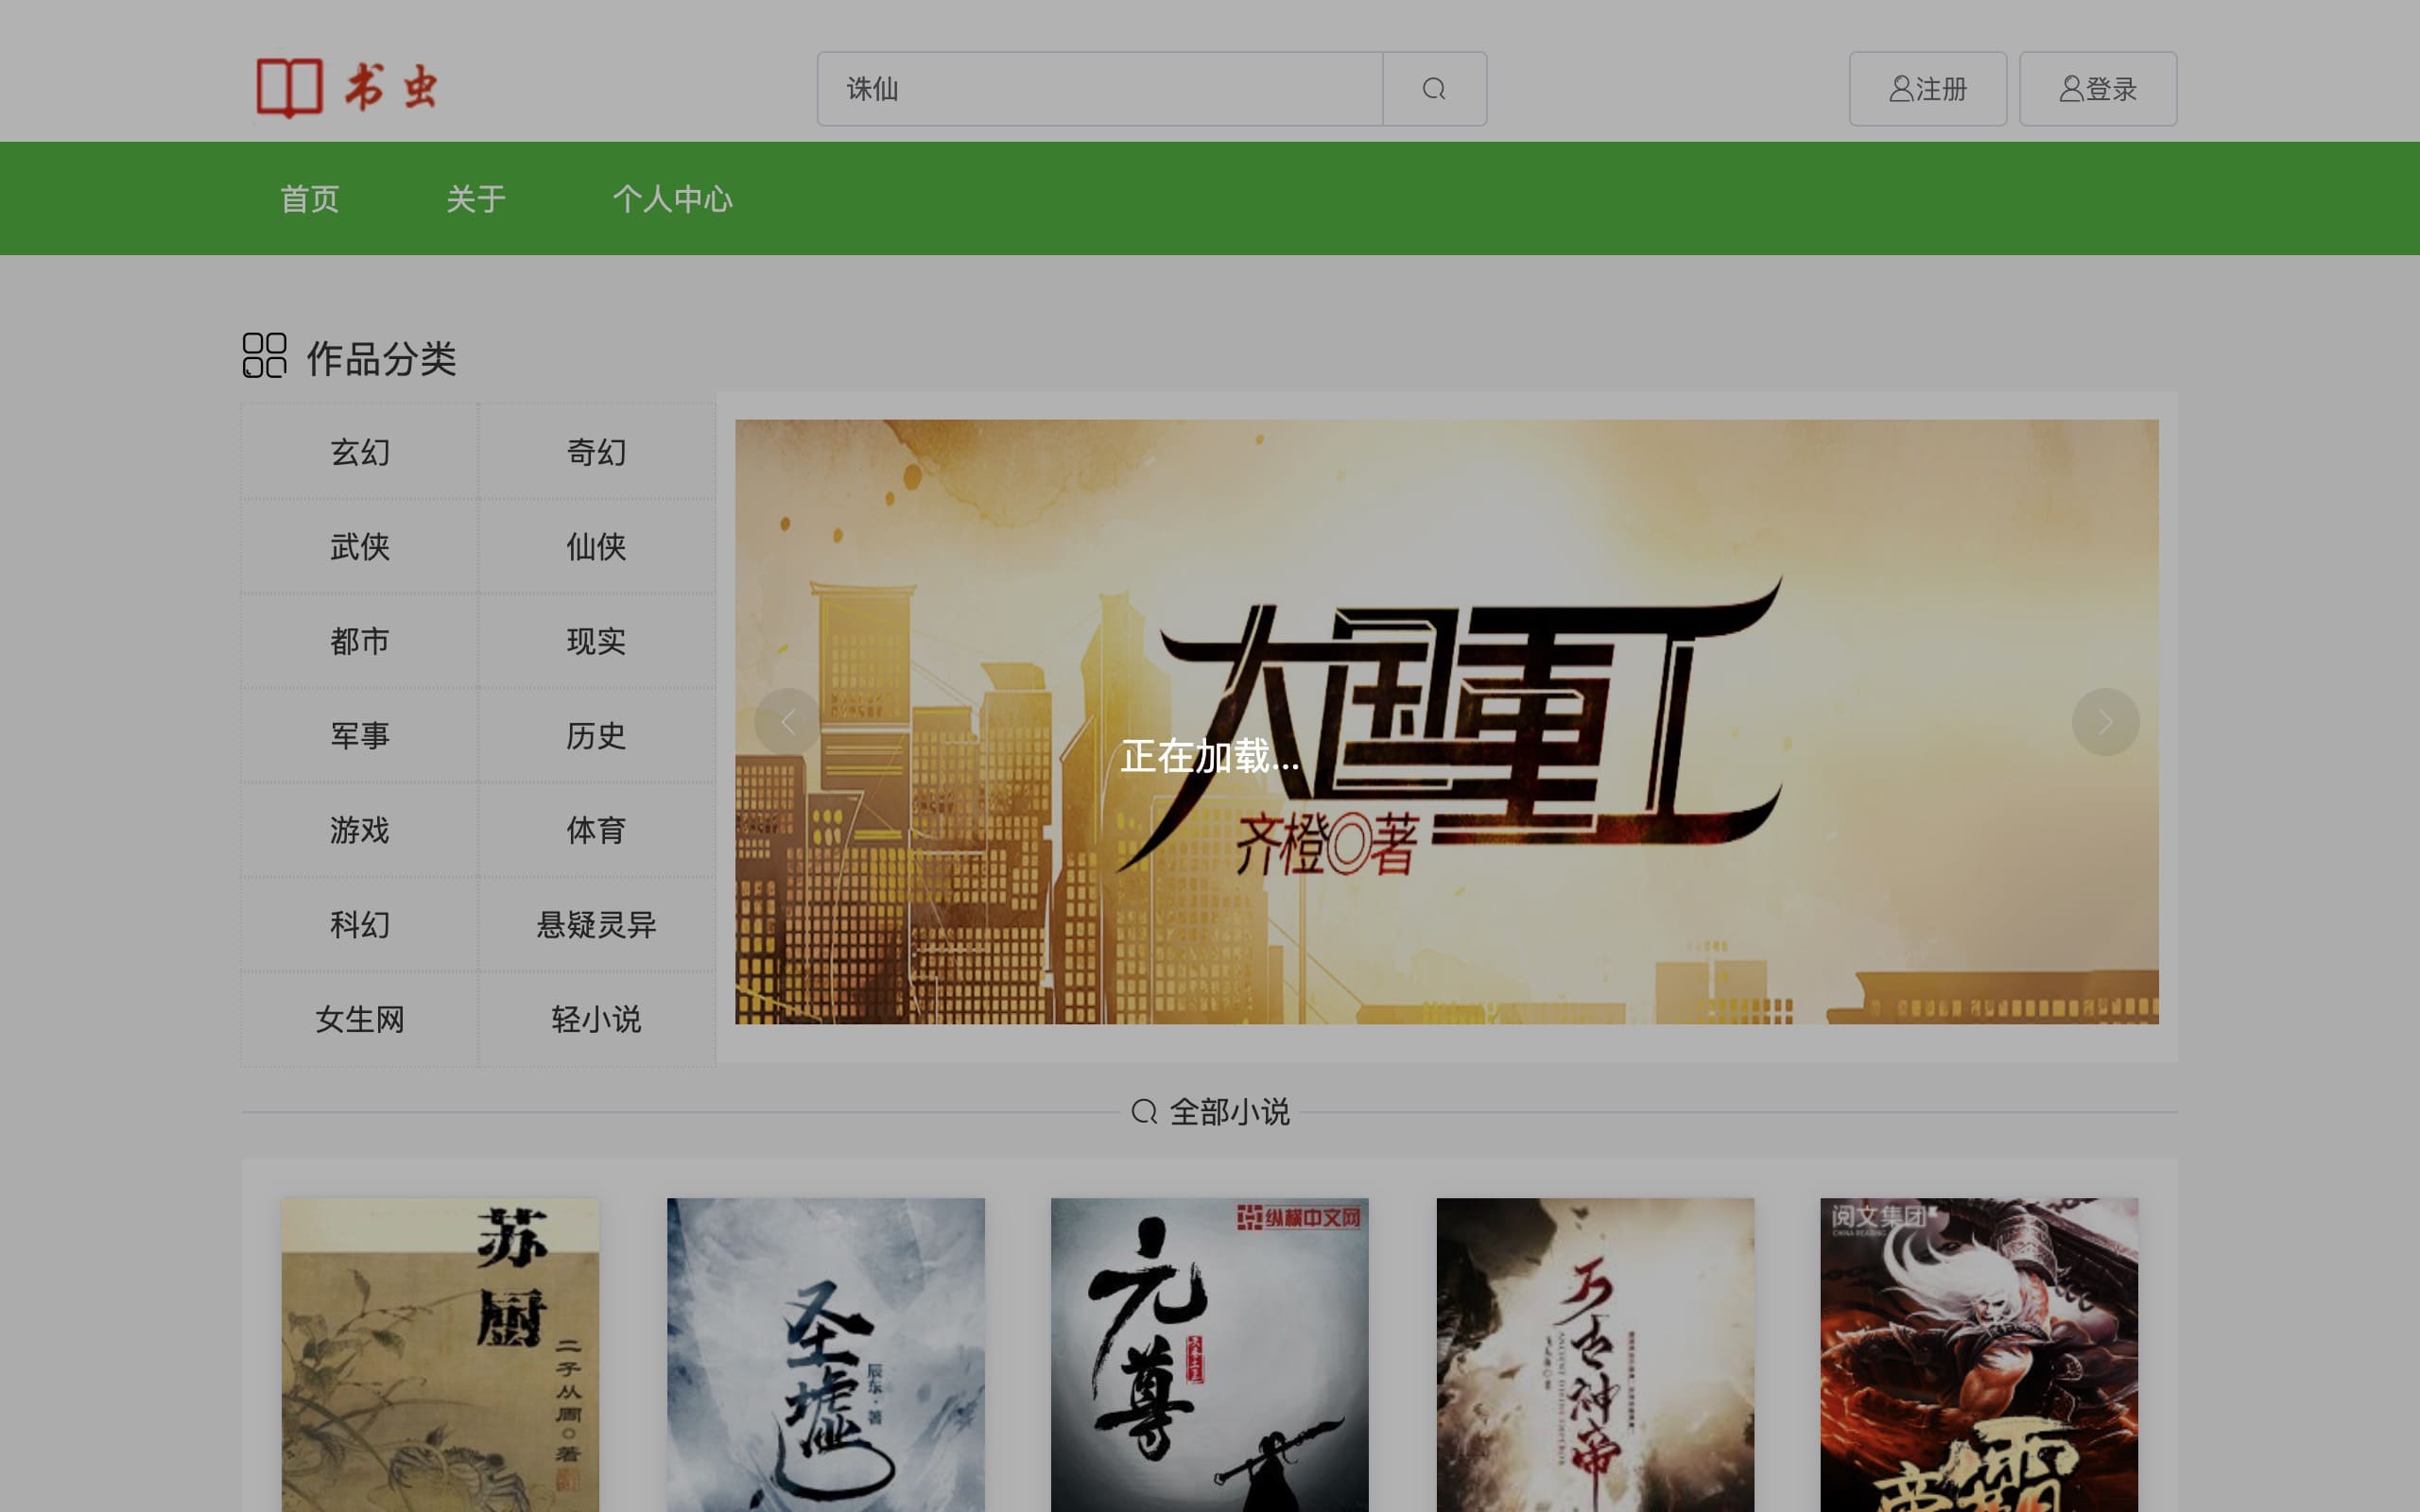 书虫
诛仙
注册
登录
首页
关于
个人中心
作品分类
玄幻
奇幻
武侠
仙侠
都市
现实
军事
历史
游戏
体育
科幻
悬疑灵异
女生网
轻小说
大国重工
正在加载...
齐橙◎著
全部小说
苏厨
二子从周○著
圣墟
辰东·著
纵横中文网
元尊
万古神帝
阅文集团
CHINA READING
帝霸